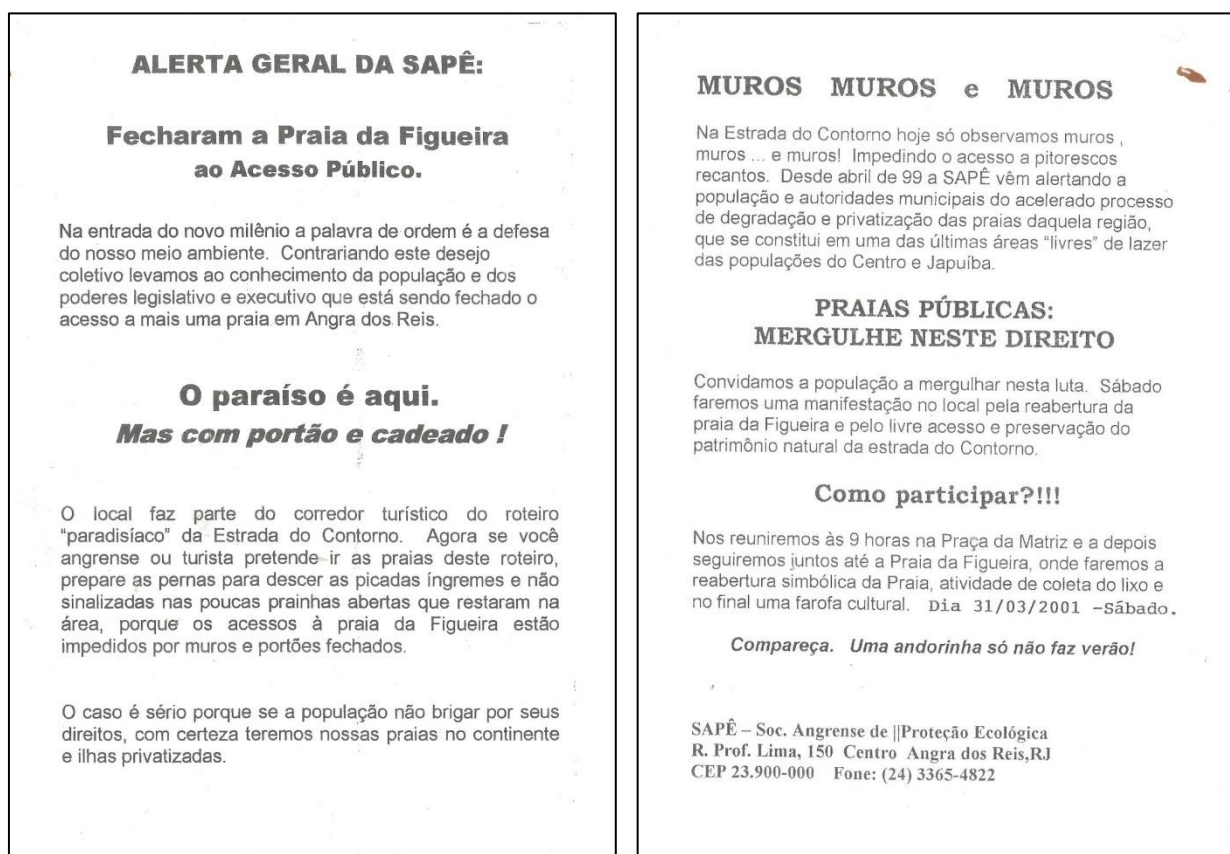 ALERTA GERAL DA SAPÊ:
Fecharam a Praia da Figueira
ao Acesso Público.
Na entrada do novo milênio a palavra de ordem é a defesa
do nosso meio ambiente. Contrariando este desejo
coletivo levamos ao conhecimento da população e dos
poderes legislativo e executivo que está sendo fechado o
acesso a mais uma praia em Angra dos Reis.
O paraíso é aqui.
Mas com portão e cadeado !
O local faz parte do corredor turístico do roteiro
“paradisíaco” da Estrada do Contorno. Agora se você
angrense ou turista pretende ir as praias deste roteiro,
prepare as pernas para descer as picadas íngremes e não
sinalizadas nas poucas prainhas abertas que restaram na
área, porque os acessos à praia da Figueira estão
impedidos por muros e portões fechados.
O caso é sério porque se a população não brigar por seus
direitos, com certeza teremos nossas praias no continente
e ilhas privatizadas.
MUROS MUROS e MUROS
Na Estrada do Contorno hoje só observamos muros ,
muros ... e muros! Impedindo o acesso a pitorescos
recantos. Desde abril de 99 a SAPÊ vêm alertando a
população e autoridades municipais do acelerado processo
de degradação e privatização das praias daquela região,
que se constitui em uma das últimas áreas “livres” de lazer
das populações do Centro e Japuíba.
PRAIAS PÚBLICAS:
MERGULHE NESTE DIREITO
Convidamos a população a mergulhar nesta luta. Sábado
faremos uma manifestação no local pela reabertura da
praia da Figueira e pelo livre acesso e preservação do
patrimônio natural da estrada do Contorno.
Como participar?!!!
Nos reuniremos às 9 horas na Praça da Matriz e a depois
seguiremos juntos até a Praia da Figueira, onde faremos a
reabertura simbólica da Praia, atividade de coleta do lixo e
no final uma farofa cultural. Dia 31/03/2001 –Sábado.
Compareça. Uma andorinha só não faz verão!
SAPÊ – Soc. Angrense de ||Proteção Ecológica
R. Prof. Lima, 150 Centro Angra dos Reis,RJ
CEP 23.900-000 Fone: (24) 3365-4822